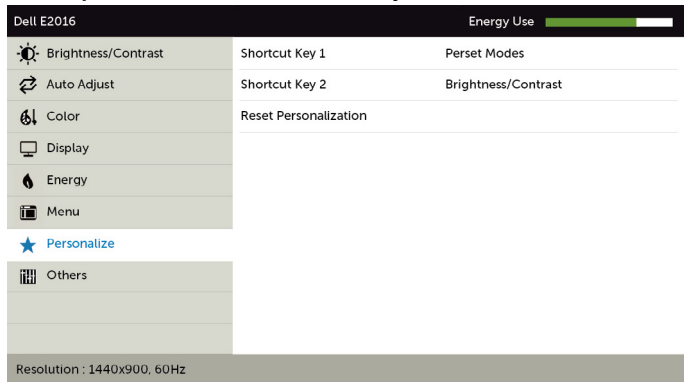 Dell E2016
Energy Use
Brightness/Contrast
Auto Adjust
Color
Display
Energy
Menu
Personalize
Others
Shortcut Key 1 Perset Modes
Shortcut Key 2 Brightness/Contrast
Reset Personalization
Resolution : 1440x900, 60Hz